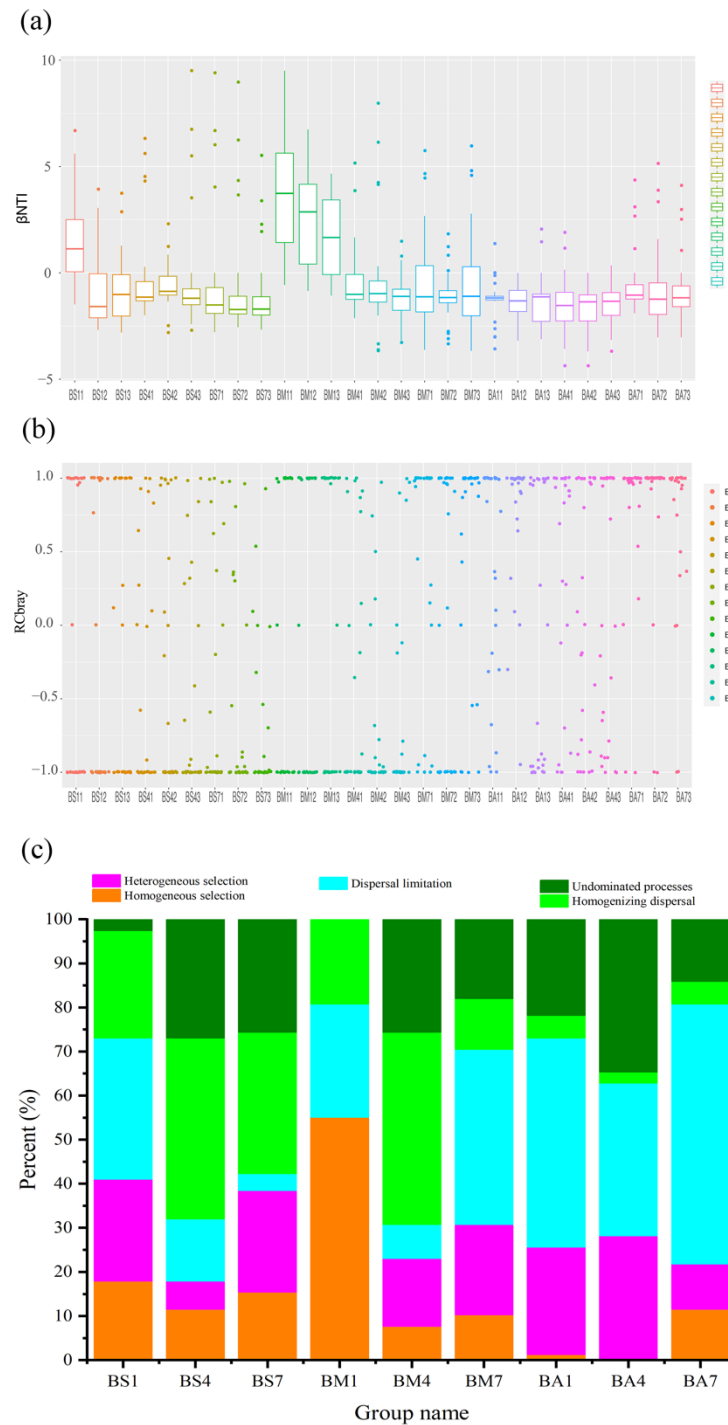 (a)
βNTI
10
5
0
−5
BS11 BS12 BS13 BS41 BS42 BS43 BS71 BS72 BS73 BM11 BM12 BM13 BM41 BM42 BM43 BM71 BM72 BM73 BA11 BA12 BA13 BA41 BA42 BA43 BA71 BA72 BA73
(b)
RCbray
1.0
0.5
0.0
−0.5
−1.0
BS11 BS12 BS13 BS41 BS42 BS43 BS71 BS72 BS73 BM11 BM12 BM13 BM41 BM42 BM43 BM71 BM72 BM73 BA11 BA12 BA13 BA41 BA42 BA43 BA71 BA72 BA73
(c)
Heterogeneous selection Dispersal limitation Undominated processes
Homogeneous selection Homogenizing dispersal
Percent (%)
100
90
80
70
60
50
40
30
20
10
0
BS1 BS4 BS7 BM1 BM4 BM7 BA1 BA4 BA7
Group name